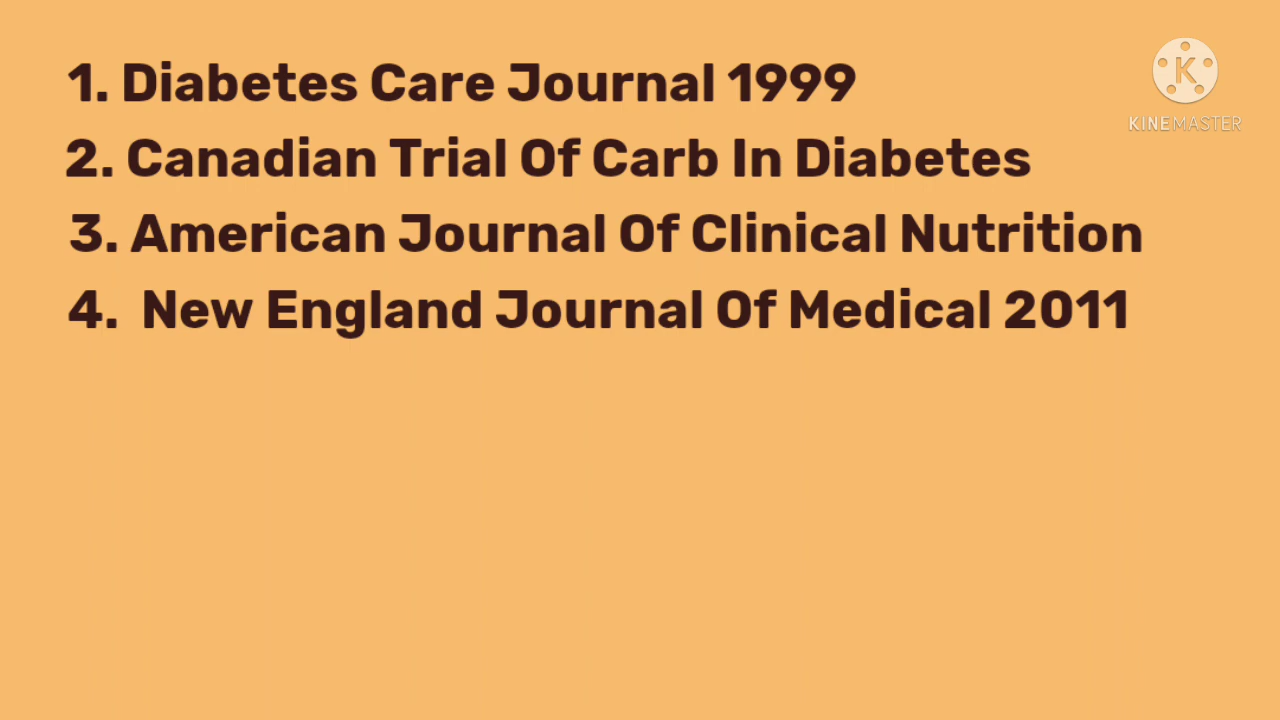 1. Diabetes Care Journal 1999
KINEMASTER
2. Canadian Trial Of Carb In Diabetes
3. American Journal Of Clinical Nutrition
4. New England Journal Of Medical 2011